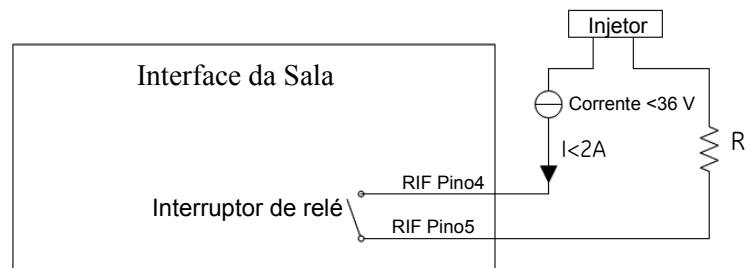 Injetor
Interface da Sala
Corrente <36 V
I<2A
R
RIF Pino4
Interruptor de relé
RIF Pino5